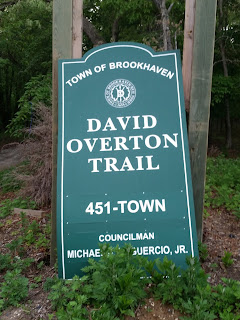 TOWN OF BROOKHAVEN
DAVID
OVERTON
TRAIL
451-TOWN
COUNCILMAN
JR.